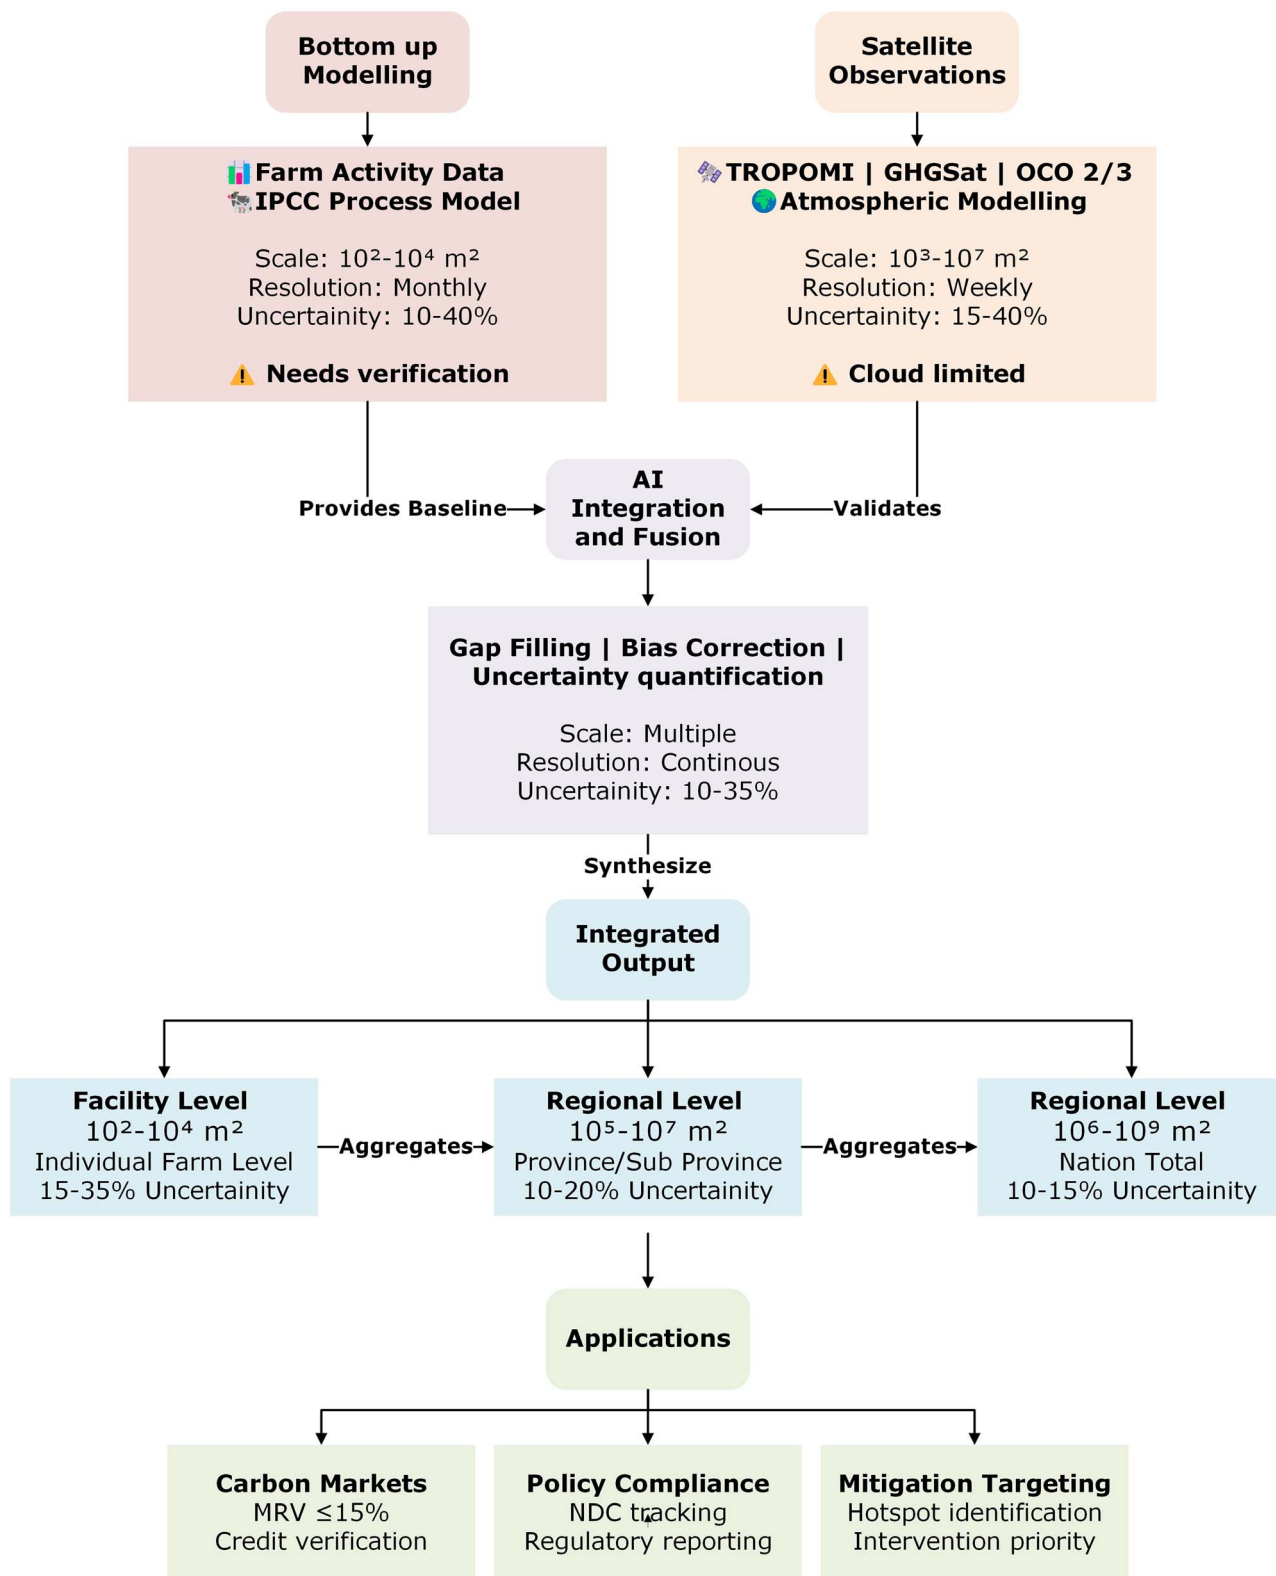 Bottom up
Modelling
Satellite
Observations
Farm Activity Data
IPCC Process Model
Scale: 10²-10⁴ m²
Resolution: Monthly
Uncertainity: 10-40%
Needs verification
TROPOMI | GHGSat | OCO 2/3
Atmospheric Modelling
Scale: 10³-10⁷ m²
Resolution: Weekly
Uncertainity: 15-40%
Cloud limited
Provides Baseline
AI
Integration
and Fusion
Validates
Gap Filling | Bias Correction |
Uncertainty quantification
Scale: Multiple
Resolution: Continous
Uncertainity: 10-35%
Synthesize
Integrated
Output
Facility Level
10²-10⁴ m²
Individual Farm Level
15-35% Uncertainity
Aggregates
Regional Level
10⁵-10⁷ m²
Province/Sub Province
10-20% Uncertainity
Aggregates
Regional Level
10⁶-10⁹ m²
Nation Total
10-15% Uncertainity
Applications
Carbon Markets
MRV ≤15%
Credit verification
Policy Compliance
NDC tracking
Regulatory reporting
Mitigation Targeting
Hotspot identification
Intervention priority